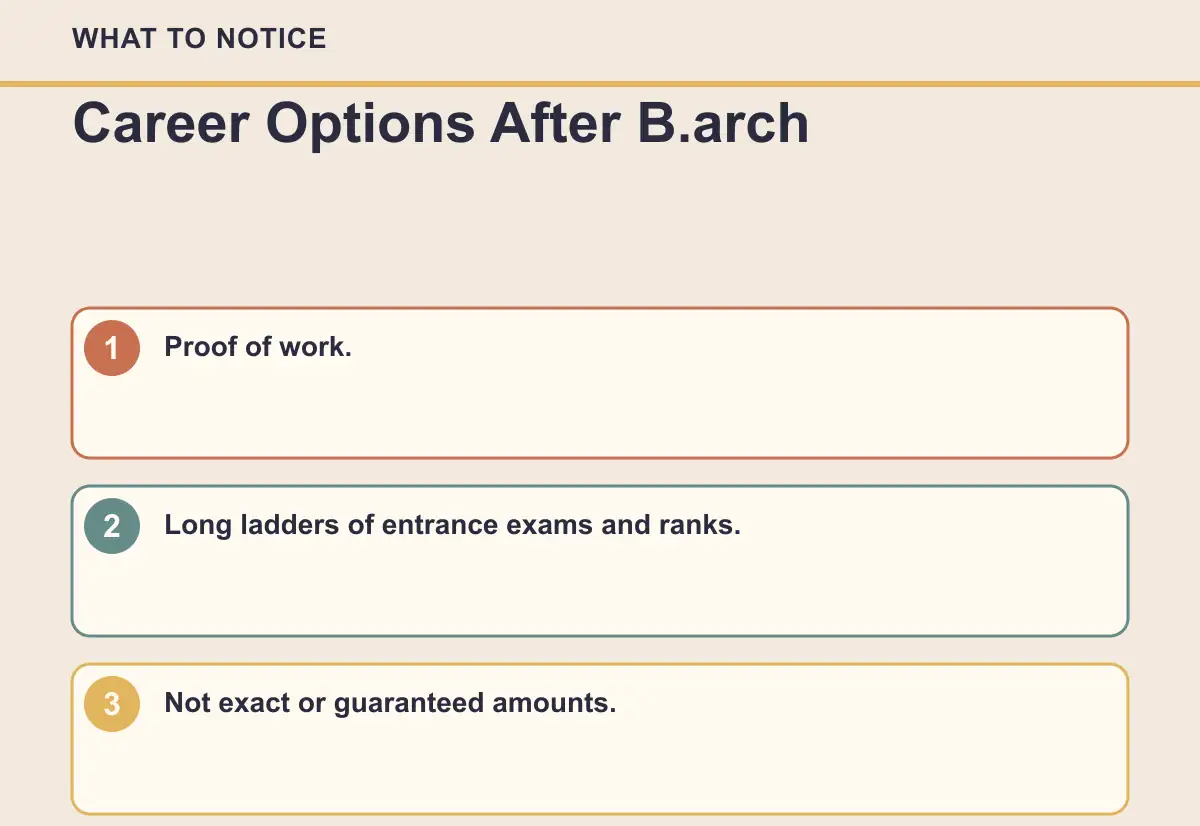 WHAT TO NOTICE
Career Options After B.arch
1 Proof of work.
2 Long ladders of entrance exams and ranks.
3 Not exact or guaranteed amounts.